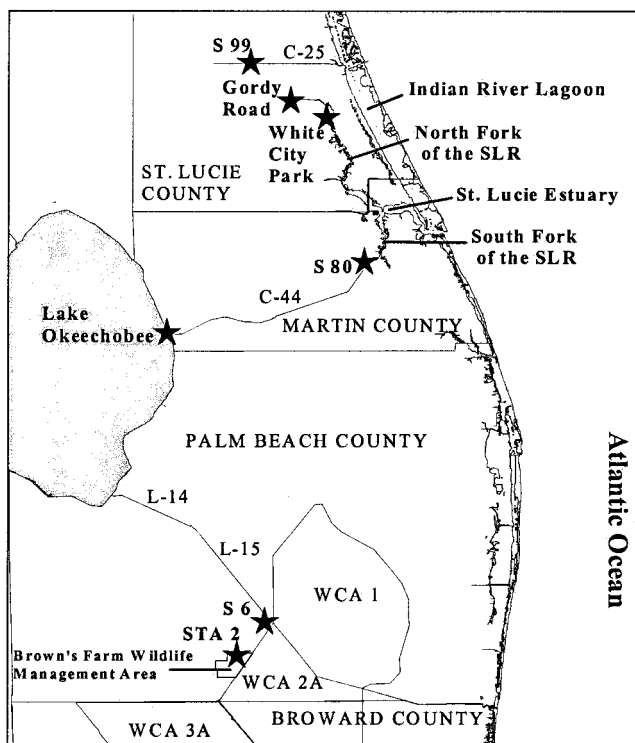 S 99
C-25
Gordy
Road
Indian River Lagoon
White
City
Park
North Fork
of the SLR
ST. LUCIE
COUNTY
St. Lucie Estuary
South Fork
of the SLR
S 80
C-44
Lake
Okeechobee
MARTIN COUNTY
PALM BEACH COUNTY
Atlantic Ocean
L-14
L-15
WCA 1
S 6
STA 2
Brown's Farm Wildlife
Management Area
WCA 2A
BROWARD COUNTY
WCA 3A